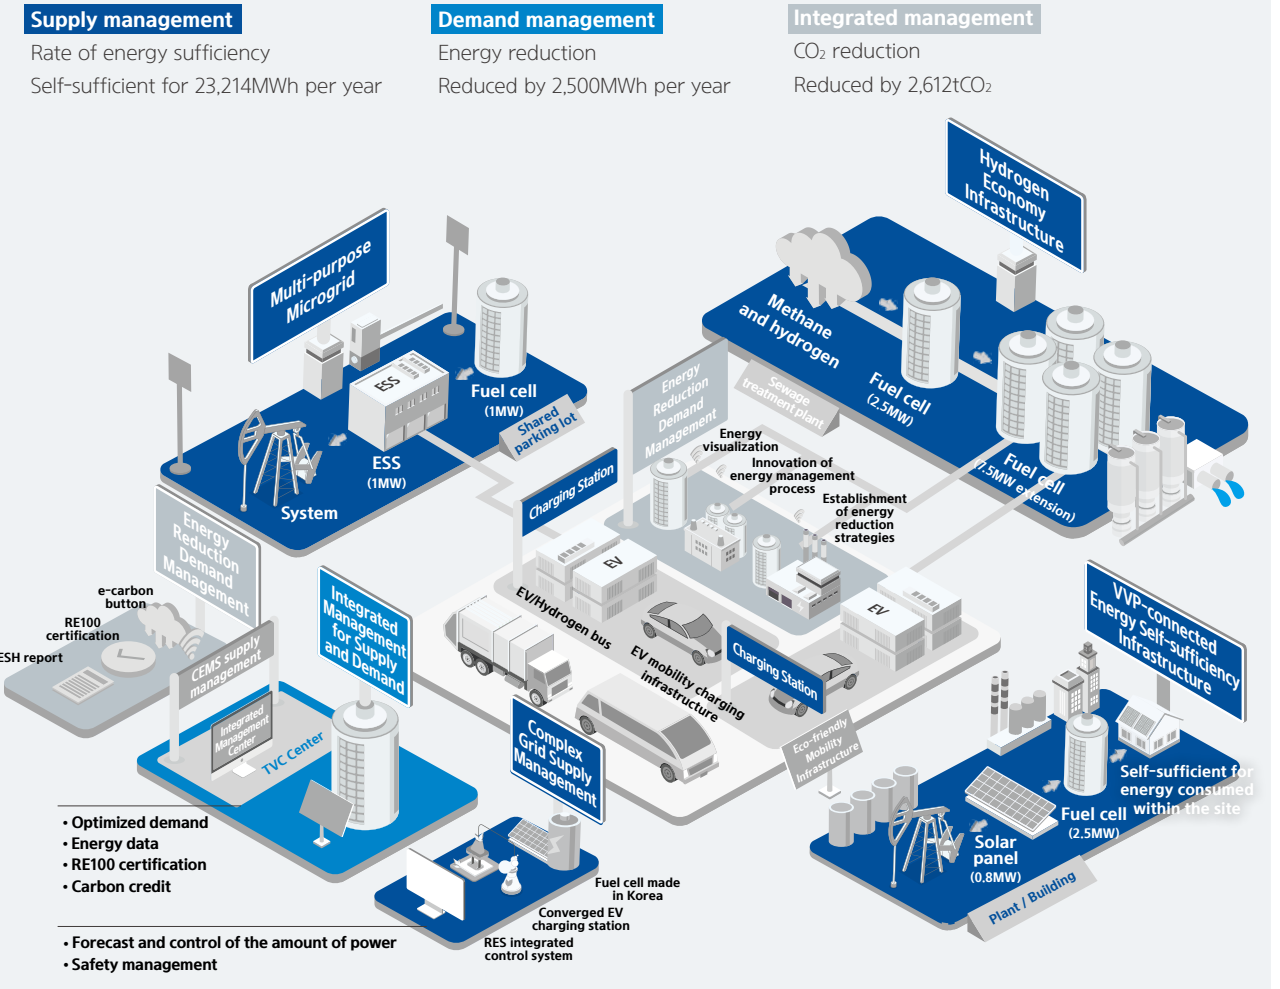 Supply management
Rate of energy sufficiency
Self-sufficient for 23,214MWh per year
Demand management
Energy reduction
Reduced by 2,500MWh per year
Integrated management
CO2 reduction
Reduced by 2,612tCO2
Hydrogen
Economy
Infrastructure
Multi-purpose
Microgrid
Methane
and hydrogen
Fuel cell
(2.5MW)
Fuel cell
(7.5MW extension)
Sewage
treatment plant
ESS
Fuel cell
(1MW)
Shared
parking lot
ESS
(1MW)
System
Energy
Reduction
Demand
Management
Energy
visualization
Innovation of
energy management
process
Establishment
of energy
reduction
strategies
Charging Station
EV
EV/Hydrogen bus
EV mobility charging
infrastructure
EV
Charging Station
Eco-friendly
Mobility
Infrastructure
Energy
Reduction
Demand
Management
e-carbon
button
RE100
certification
ESH report
CEMS supply
management
Integrated
Management
for Supply
and Demand
Integrated
Management
Center
TVC Center
• Optimized demand
• Energy data
• RE100 certification
• Carbon credit
• Forecast and control of the amount of power
• Safety management
Complex
Grid Supply
Management
Fuel cell made
in Korea
Converged EV
charging station
RES integrated
control system
VVP-connected
Energy Self-sufficiency
Infrastructure
Self-sufficient for
energy consumed
within the site
Fuel cell
(2.5MW)
Solar
panel
(0.8MW)
Plant / Building